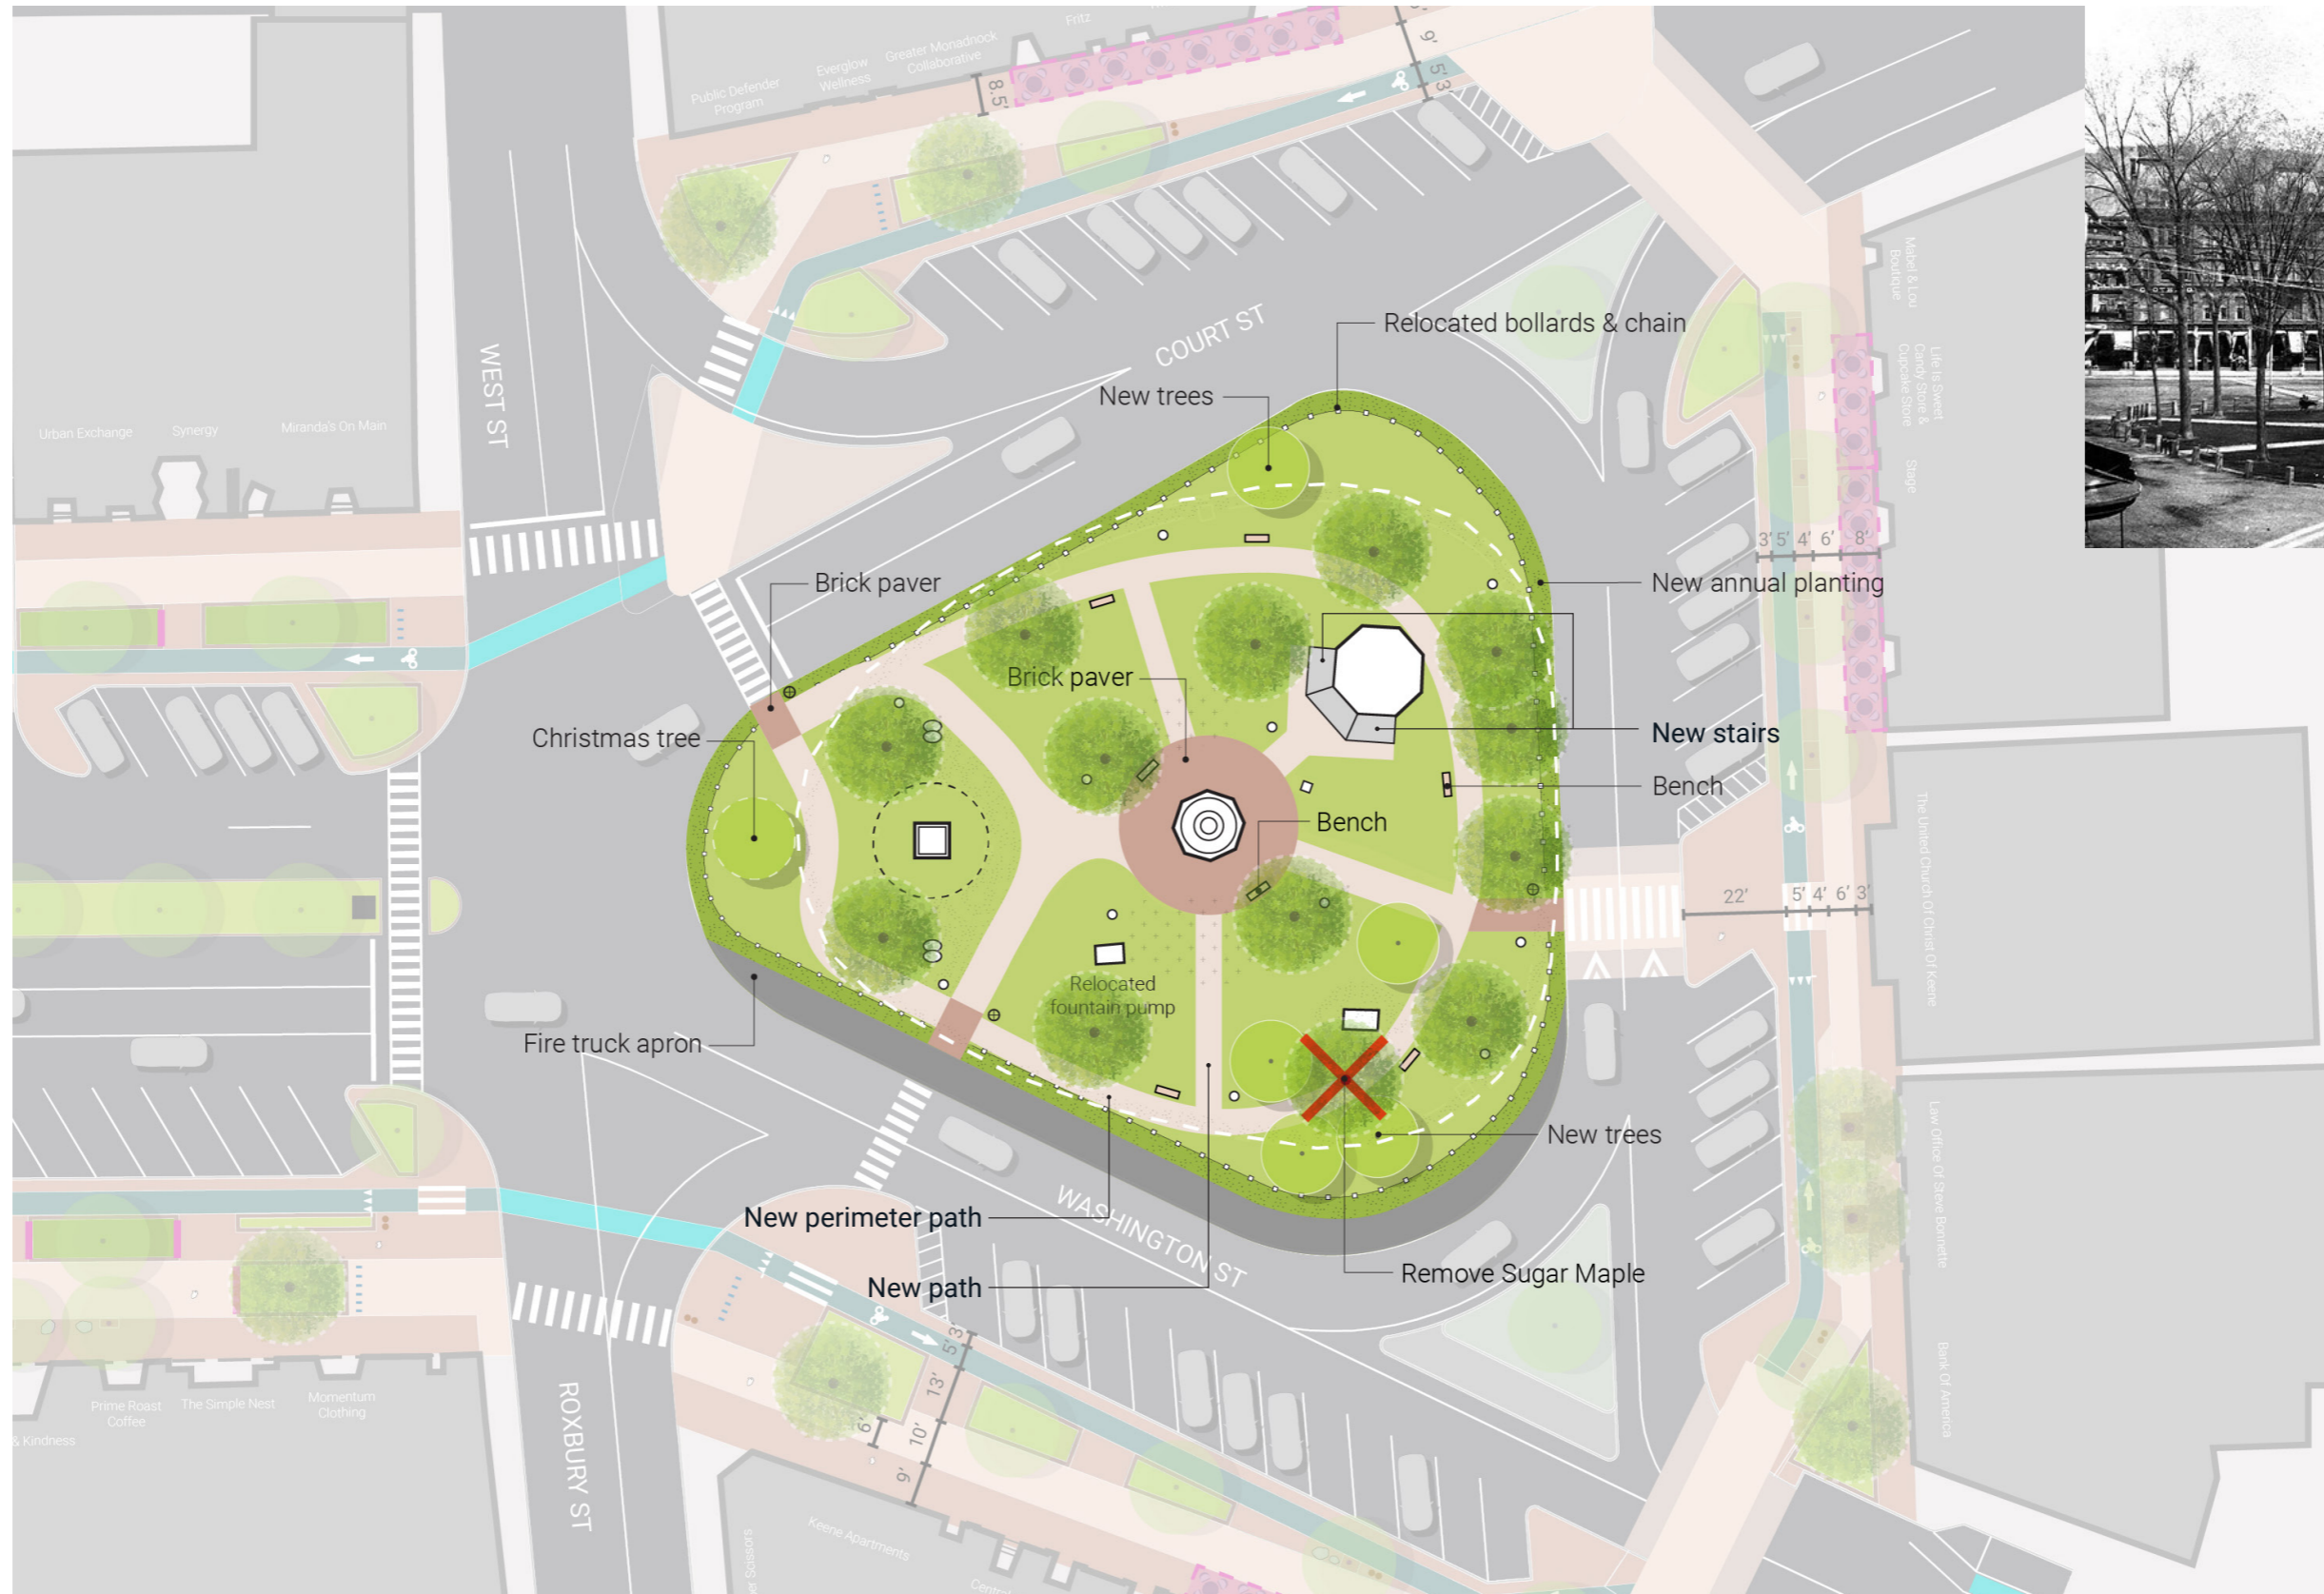 Fritz
Greater Monadnock
Collaborative
Everglow
Wellness
Public Defender
Program
8.5'
9'
5'
3'
Urban Exchange
Synergy
Miranda's On Main
WEST ST
COURT ST
Relocated bollards & chain
New trees
Mabel & Lou
Boutique
Life Is Sweet
Candy Store &
Cupcake Store
Stage
3' 5' 4' 6' 8'
Brick paver
New annual planting
Brick paver
Christmas tree
New stairs
Bench
Bench
The United Church Of Christ Of Keene
22' 5' 4' 6' 3'
Relocated
fountain pump
Fire truck apron
New trees
Law Office Of Steve Bonnette
New perimeter path
WASHINGTON ST
New path
Remove Sugar Maple
3'
5'
13'
6'
10'
9'
Bank Of America
Prime Roast
Coffee
The Simple Nest
Momentum
Clothing
& Kindness
ROXBURY ST
Keene Apartments
Scissors
Central